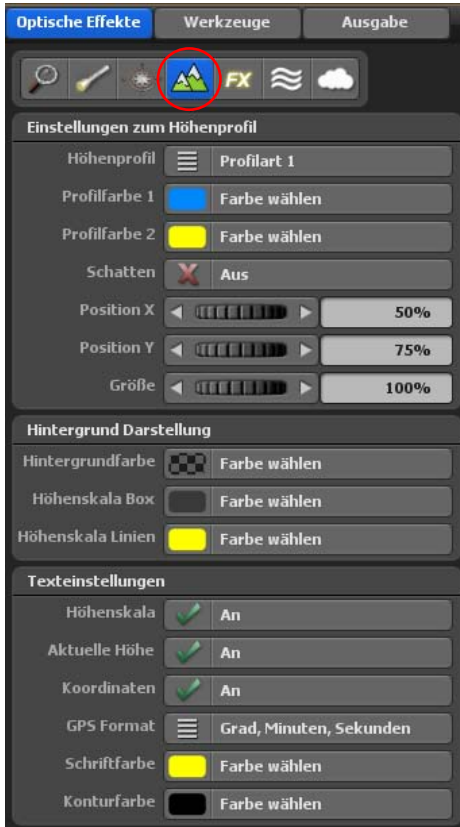 Optische Effekte Werkzeuge Ausgabe
FX
Einstellungen zum Höhenprofil
Höhenprofil Profilart 1
Profilfarbe 1 Farbe wählen
Profilfarbe 2 Farbe wählen
Schatten Aus
Position X 50%
Position Y 75%
Größe 100%
Hintergrund Darstellung
Hintergrundfarbe Farbe wählen
Höhenskala Box Farbe wählen
Höhenskala Linien Farbe wählen
Texteinstellungen
Höhenskala An
Aktuelle Höhe An
Koordinaten An
GPS Format Grad, Minuten, Sekunden
Schriftfarbe Farbe wählen
Konturfarbe Farbe wählen